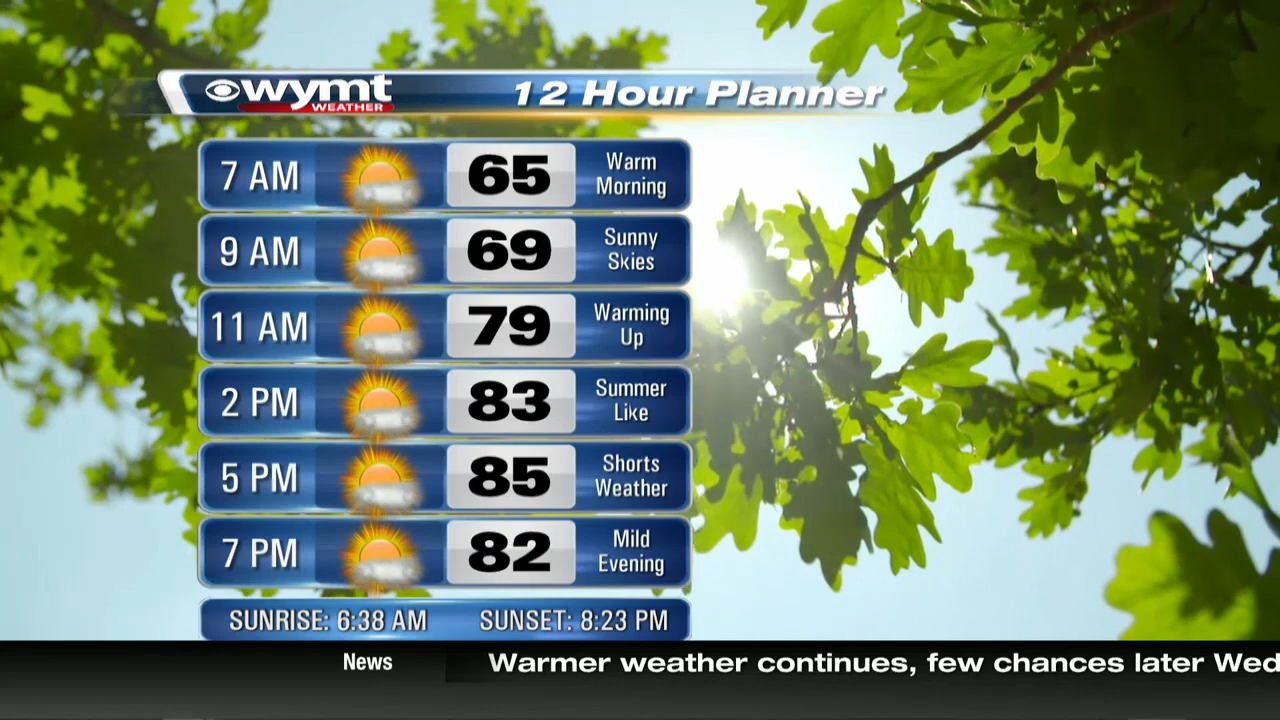 wymt 12 Hour Planner
WEATHER
7 AM 65 Warm Morning
9 AM 69 Sunny Skies
11 AM 79 Warming Up
2 PM 83 Summer Like
5 PM 85 Shorts Weather
7 PM 82 Mild Evening
SUNRISE: 6:38 AM SUNSET: 8:23 PM
News Warmer weather continues, few chances later Wed